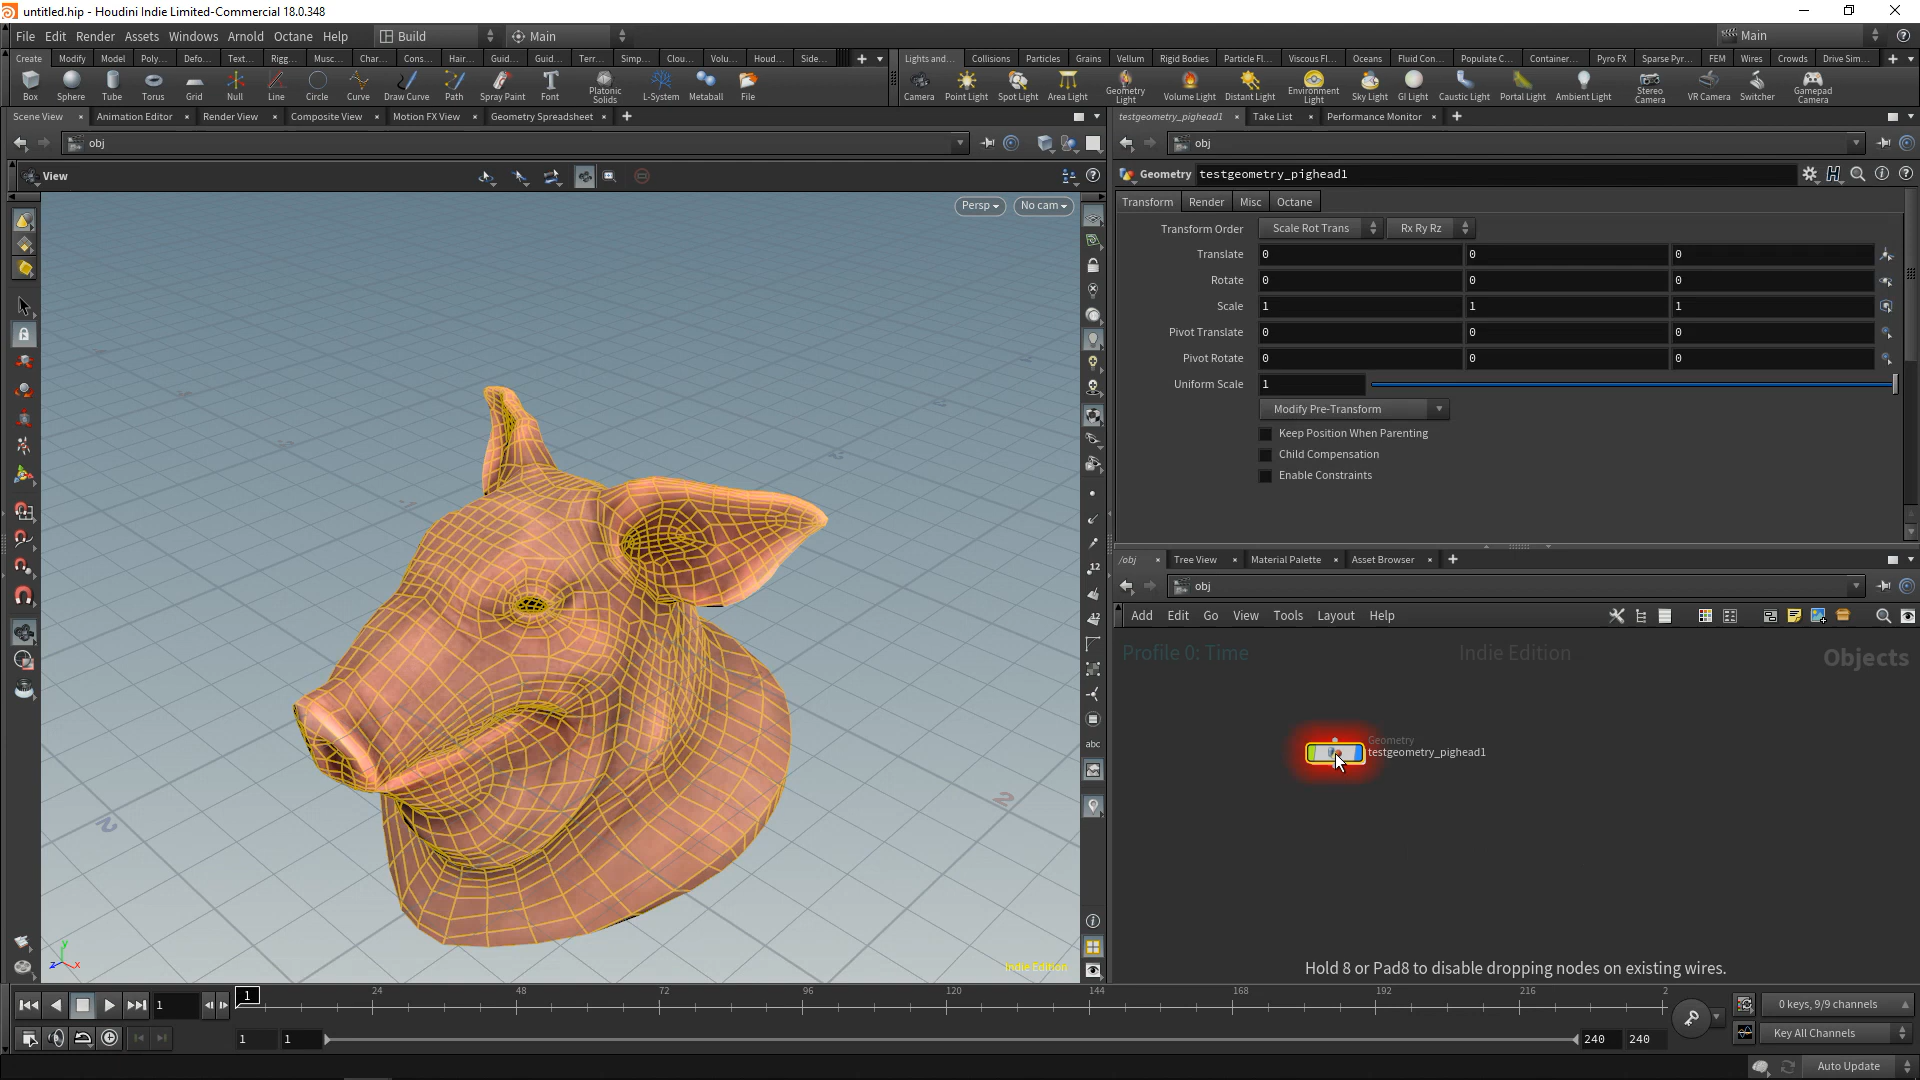 untitled.hip - Houdini Indie Limited-Commercial 18.0.348
File Edit Render Assets Windows Arnold Octane Help Build Main Main
Create Modify Model Poly... Defo... Text... Rigg... Musc... Char... Cons... Hair... Guid... Guid... Terr... Simp... Clou... Volu... Houd... Side...
Lights and... Collisions Particles Grains Vellum Rigid Bodies Particle Fl... Viscous Fl... Oceans Fluid Con... Populate C... Container... Pyro FX Sparse Pyr... FEM Wires Crowds Drive Sim...
Box Sphere Tube Torus Grid Null Line Circle Curve Draw Curve Path Spray Paint Font Platonic Solids L-System Metaball File
Camera Point Light Spot Light Area Light Geometry Light Volume Light Distant Light Environment Light Sky Light GI Light Caustic Light Portal Light Ambient Light Stereo Camera VR Camera Switcher Gamepad Camera
Scene View Animation Editor Render View Composite View Motion FX View Geometry Spreadsheet
testgeometry_pighead1 Take List Performance Monitor
obj
obj
View
Persp No cam
Geometry testgeometry_pighead1
Transform Render Misc Octane
Transform Order Scale Rot Trans Rx Ry Rz
Translate 0 0 0
Rotate 0 0 0
Scale 1 1 1
Pivot Translate 0 0 0
Pivot Rotate 0 0 0
Uniform Scale 1
Modify Pre-Transform
Keep Position When Parenting
Child Compensation
Enable Constraints
/obj Tree View Material Palette Asset Browser
obj
Add Edit Go View Tools Layout Help
Profile 0: Time Indie Edition Objects
Geometry
testgeometry_pighead1
12
12
abc
2
2
z y x
Indie Edition
Hold 8 or Pad8 to disable dropping nodes on existing wires.
1 1 24 48 72 96 120 144 168 192 216 2
0 keys, 9/9 channels
1 1 240 240
Key All Channels
Auto Update